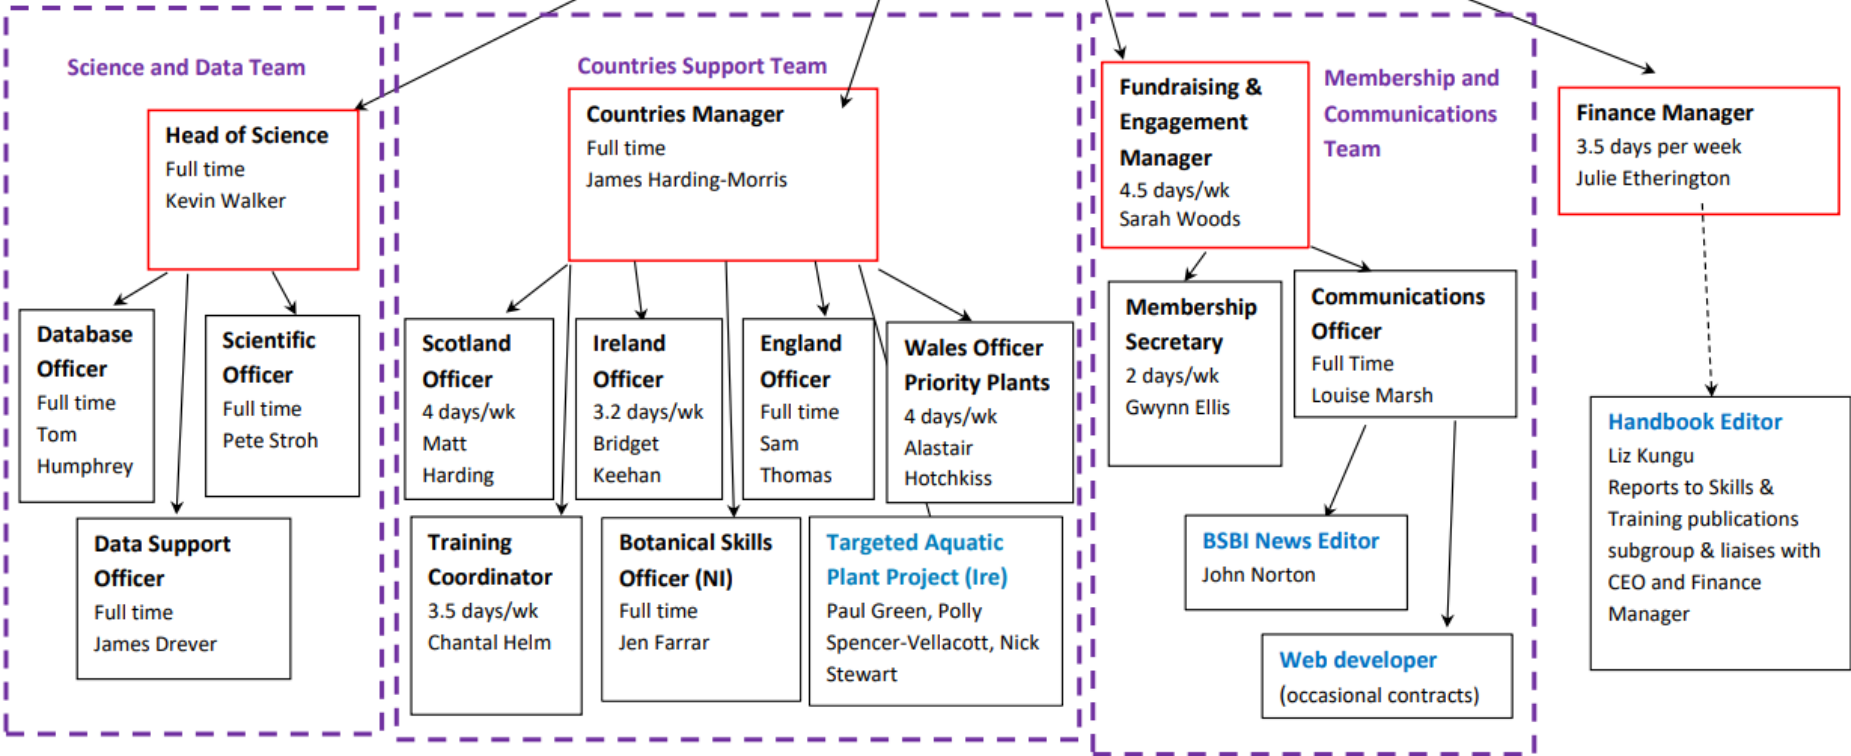 Science and Data Team
Head of Science
Full time
Kevin Walker
Database
Officer
Full time
Tom
Humphrey
Scientific
Officer
Full time
Pete Stroh
Data Support
Officer
Full time
James Drever
Countries Support Team
Countries Manager
Full time
James Harding-Morris
Scotland
Officer
4 days/wk
Matt
Harding
Ireland
Officer
3.2 days/wk
Bridget
Keehan
England
Officer
Full time
Sam
Thomas
Wales Officer
Priority Plants
4 days/wk
Alastair
Hotchkiss
Training
Coordinator
3.5 days/wk
Chantal Helm
Botanical Skills
Officer (NI)
Full time
Jen Farrar
Targeted Aquatic
Plant Project (Ire)
Paul Green, Polly
Spencer-Vellacott, Nick
Stewart
Membership and
Communications
Team
Fundraising &
Engagement
Manager
4.5 days/wk
Sarah Woods
Membership
Secretary
2 days/wk
Gwynn Ellis
Communications
Officer
Full Time
Louise Marsh
BSBI News Editor
John Norton
Web developer
(occasional contracts)
Finance Manager
3.5 days per week
Julie Etherington
Handbook Editor
Liz Kungu
Reports to Skills &
Training publications
subgroup & liaises with
CEO and Finance
Manager